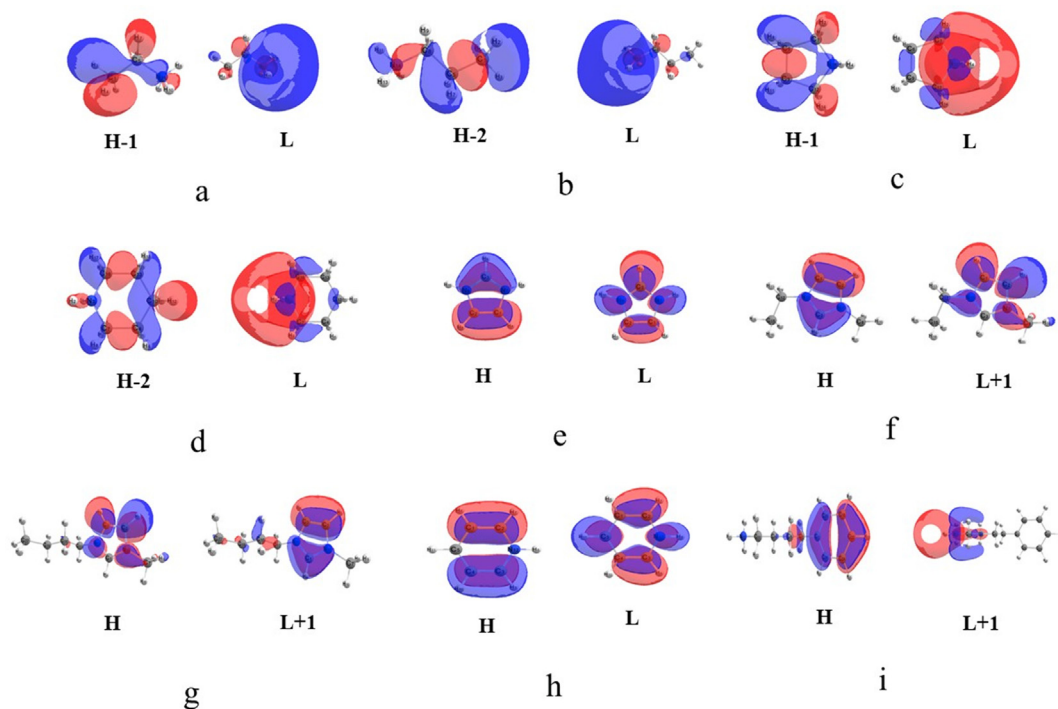 H-1 L H-2 L H-1 L
a b c
H-2 L H L H L+1
d e f
H L+1 H L H L+1
g h i